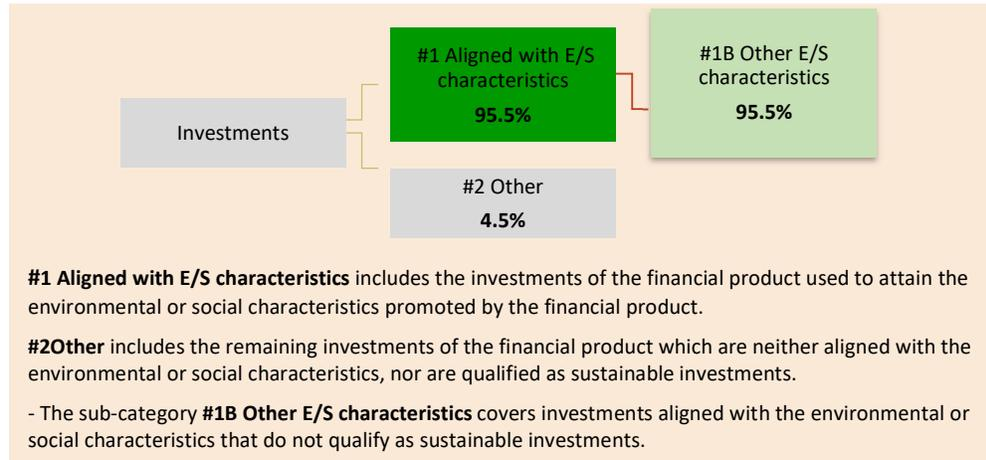 #1 Aligned with E/S
characteristics
95.5%
#1B Other E/S
characteristics
95.5%
Investments
#2 Other
4.5%
#1 Aligned with E/S characteristics includes the investments of the financial product used to attain the
environmental or social characteristics promoted by the financial product.
#2Other includes the remaining investments of the financial product which are neither aligned with the
environmental or social characteristics, nor are qualified as sustainable investments.
- The sub-category #1B Other E/S characteristics covers investments aligned with the environmental or
social characteristics that do not qualify as sustainable investments.